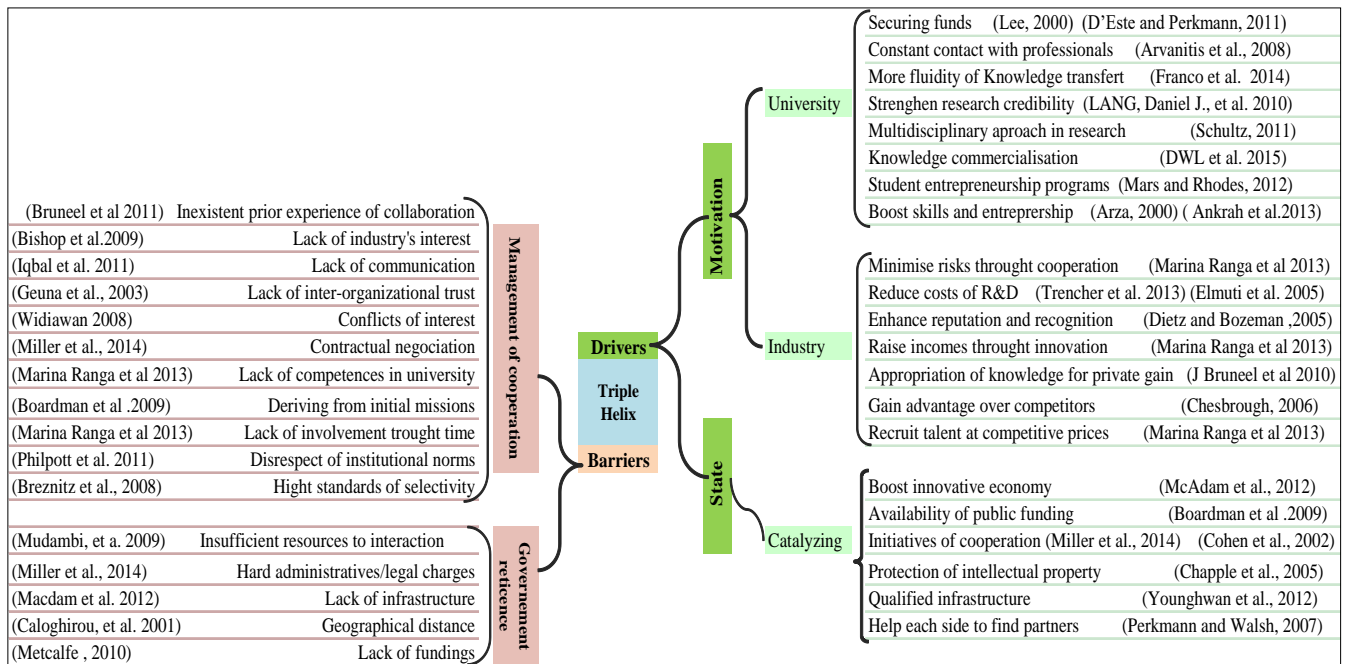 (Bruneel et al 2011) Inexistent prior experience of collaboration
(Bishop et al.2009) Lack of industry's interest
(Iqbal et al. 2011) Lack of communication
(Geuna et al., 2003) Lack of inter-organizational trust
(Widiawan 2008) Conflicts of interest
(Miller et al., 2014) Contractual negociation
(Marina Ranga et al 2013) Lack of competences in university
(Boardman et al .2009) Deriving from initial missions
(Marina Ranga et al 2013) Lack of involvement trought time
(Philpott et al. 2011) Disrespect of institutional norms
(Breznitz et al., 2008) Hight standards of selectivity
Management of cooperation
(Mudambi, et a. 2009) Insufficient resources to interaction
(Miller et al., 2014) Hard administratives/legal charges
(Macdam et al. 2012) Lack of infrastructure
(Caloghirou, et al. 2001) Geographical distance
(Metcalfe , 2010) Lack of fundings
Governement
reticence
Drivers
Triple
Helix
Barriers
Motivation
State
University
Securing funds (Lee, 2000) (D’Este and Perkmann, 2011)
Constant contact with professionals (Arvanitis et al., 2008)
More fluidity of Knowledge transfert (Franco et al. 2014)
Strenghen research credibility (LANG, Daniel J., et al. 2010)
Multidisciplinary aproach in research (Schultz, 2011)
Knowledge commercialisation (DWL et al. 2015)
Student entrepreneurship programs (Mars and Rhodes, 2012)
Boost skills and entreprership (Arza, 2000) ( Ankrah et al.2013)
Industry
Minimise risks throught cooperation (Marina Ranga et al 2013)
Reduce costs of R&D (Trencher et al. 2013) (Elmuti et al. 2005)
Enhance reputation and recognition (Dietz and Bozeman ,2005)
Raise incomes throught innovation (Marina Ranga et al 2013)
Appropriation of knowledge for private gain (J Bruneel et al 2010)
Gain advantage over competitors (Chesbrough, 2006)
Recruit talent at competitive prices (Marina Ranga et al 2013)
Catalyzing
Boost innovative economy (McAdam et al., 2012)
Availability of public funding (Boardman et al .2009)
Initiatives of cooperation (Miller et al., 2014) (Cohen et al., 2002)
Protection of intellectual property (Chapple et al., 2005)
Qualified infrastructure (Younghwan et al., 2012)
Help each side to find partners (Perkmann and Walsh, 2007)